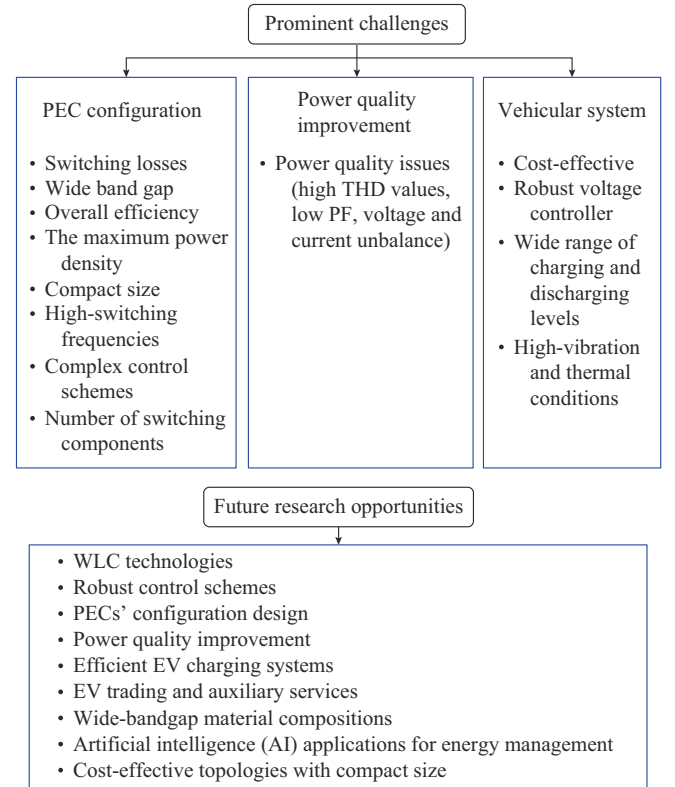 Prominent challenges
PEC configuration
• Switching losses
• Wide band gap
• Overall efficiency
• The maximum power
density
• Compact size
• High-switching
frequencies
• Complex control
schemes
• Number of switching
components
Power quality
improvement
• Power quality issues
(high THD values,
low PF, voltage and
current unbalance)
Vehicular system
• Cost-effective
• Robust voltage
controller
• Wide range of
charging and
discharging
levels
• High-vibration
and thermal
conditions
Future research opportunities
• WLC technologies
• Robust control schemes
• PECs’ configuration design
• Power quality improvement
• Efficient EV charging systems
• EV trading and auxiliary services
• Wide-bandgap material compositions
• Artificial intelligence (AI) applications for energy management
• Cost-effective topologies with compact size